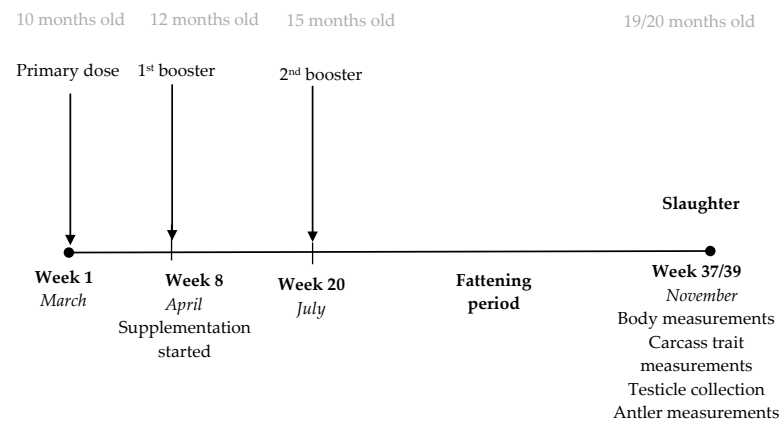 10 months old
12 months old
15 months old
19/20 months old
Primary dose
1st booster
2nd booster
Slaughter
Week 1
March
Week 8
April
Supplementation
started
Week 20
July
Fattening
period
Week 37/39
November
Body measurements
Carcass trait
measurements
Testicle collection
Antler measurements